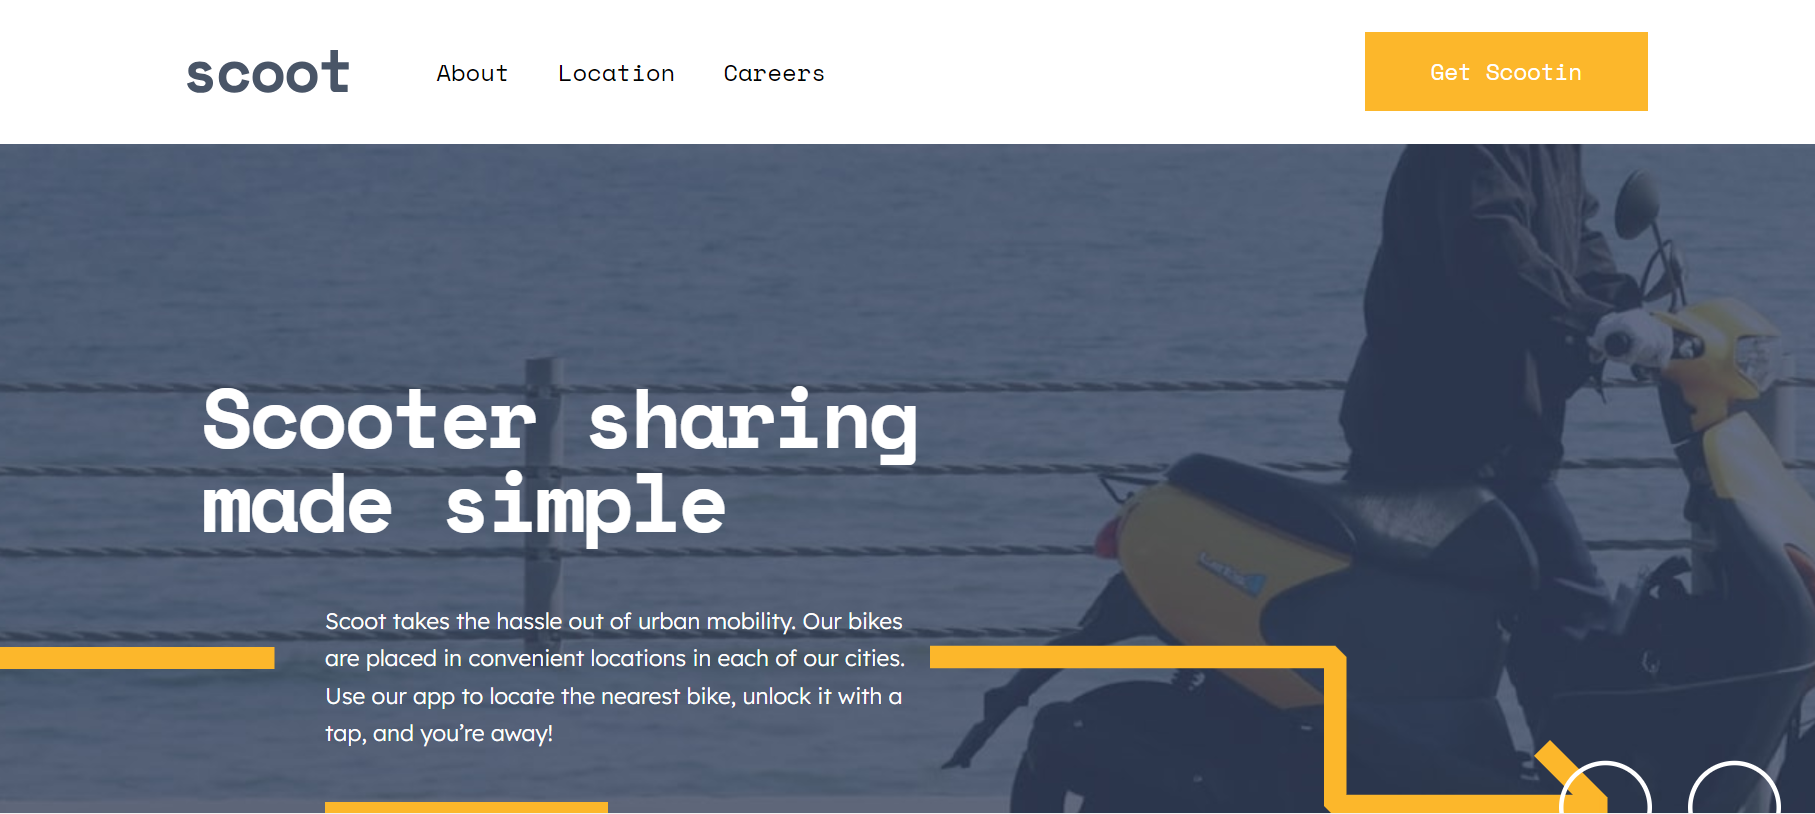 scoot
About
Location
Careers
Get Scootin
Scooter sharing
made simple
Scoot takes the hassle out of urban mobility. Our bikes
are placed in convenient locations in each of our cities.
Use our app to locate the nearest bike, unlock it with a
tap, and you’re away!